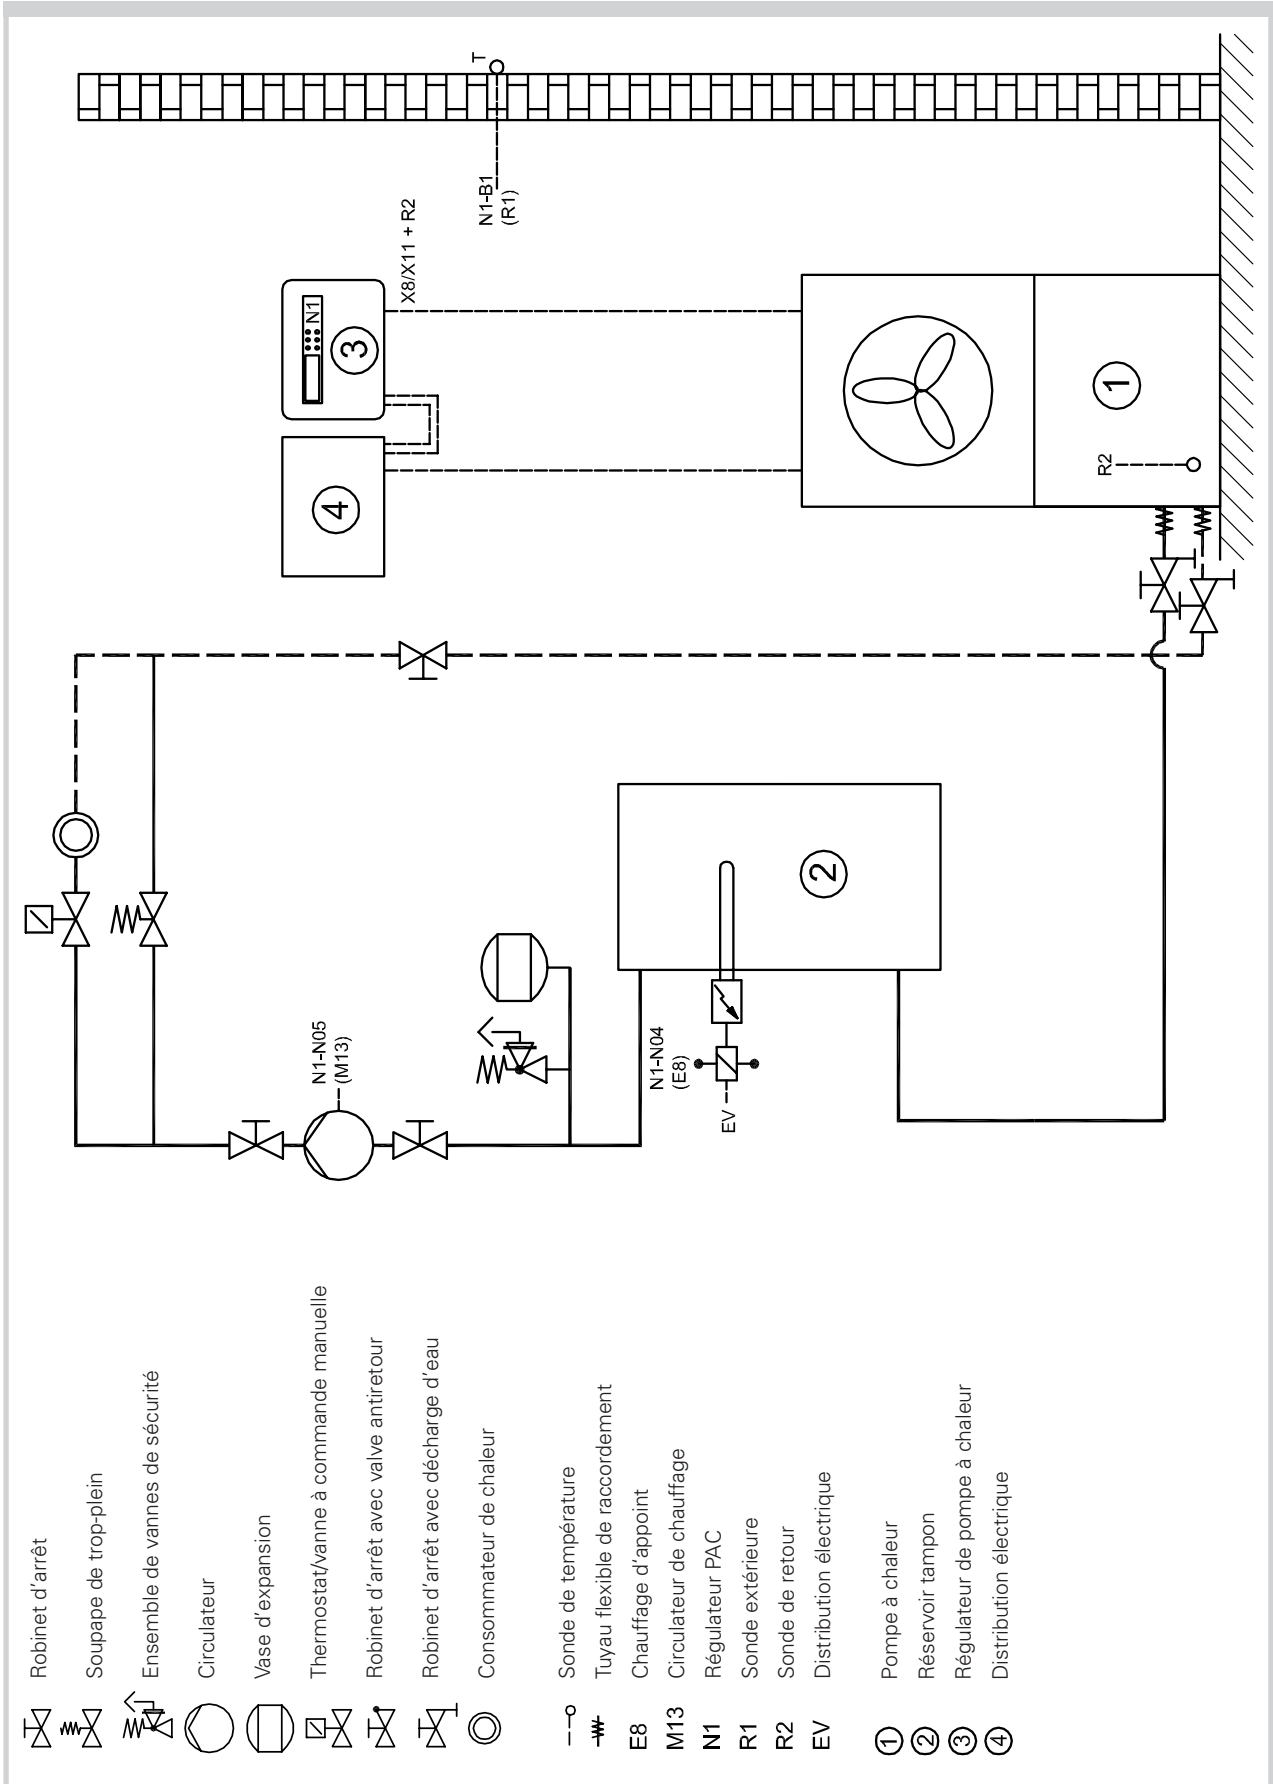 T
N1-B1
(R1)
X8/X11 + R2
N1
3
4
1
R2
2
N1-N05
(M13)
N1-N04
(E8)
EV
Robinet d'arrêt
Soupape de trop-plein
Ensemble de vannes de sécurité
Circulateur
Vase d'expansion
Thermostat/vanne à commande manuelle
Robinet d'arrêt avec valve antiretour
Robinet d'arrêt avec décharge d'eau
Consommateur de chaleur
Sonde de température
Tuyau flexible de raccordement
E8 Chauffage d'appoint
M13 Circulateur de chauffage
N1 Régulateur PAC
R1 Sonde extérieure
R2 Sonde de retour
EV Distribution électrique
1 Pompe à chaleur
2 Réservoir tampon
3 Régulateur de pompe à chaleur
4 Distribution électrique